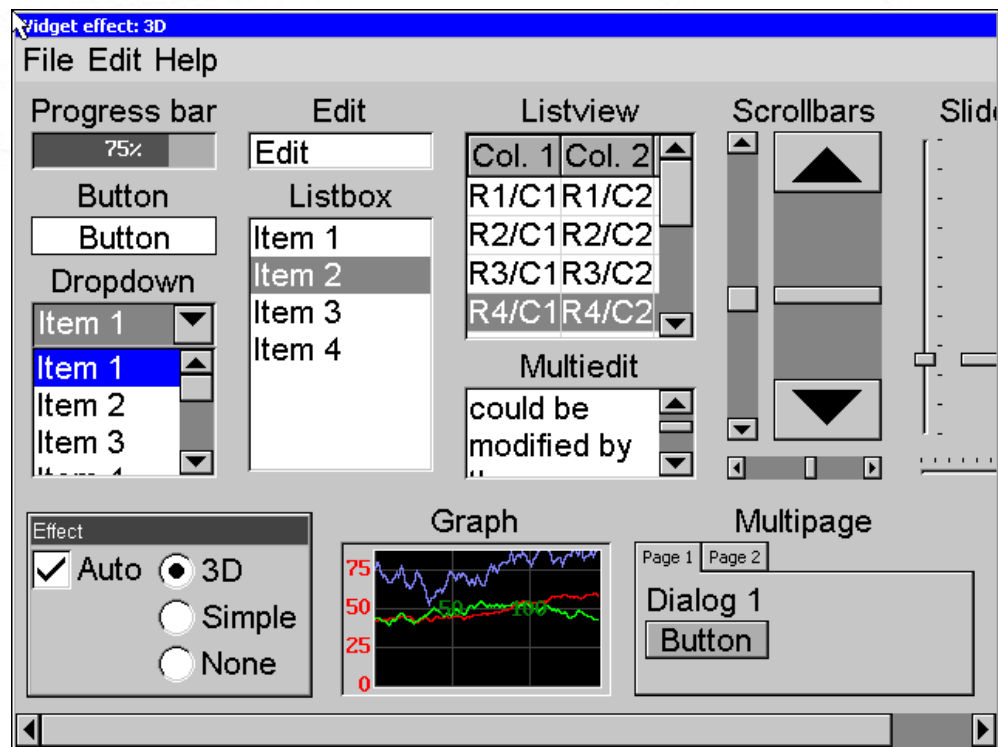 Widget effect: 3D
File Edit Help
Progress bar
75%
Button
Button
Dropdown
Item 1
Item 1
Item 2
Item 3
Edit
Edit
Listbox
Item 1
Item 2
Item 3
Item 4
Listview
Col. 1 Col. 2
R1/C1 R1/C2
R2/C1 R2/C2
R3/C1 R3/C2
R4/C1 R4/C2
Multiedit
could be
modified by
Scrollbars
Effect
Auto
3D
Simple
None
Graph
75
50
25
0
50 100
Multipage
Page 1 Page 2
Dialog 1
Button